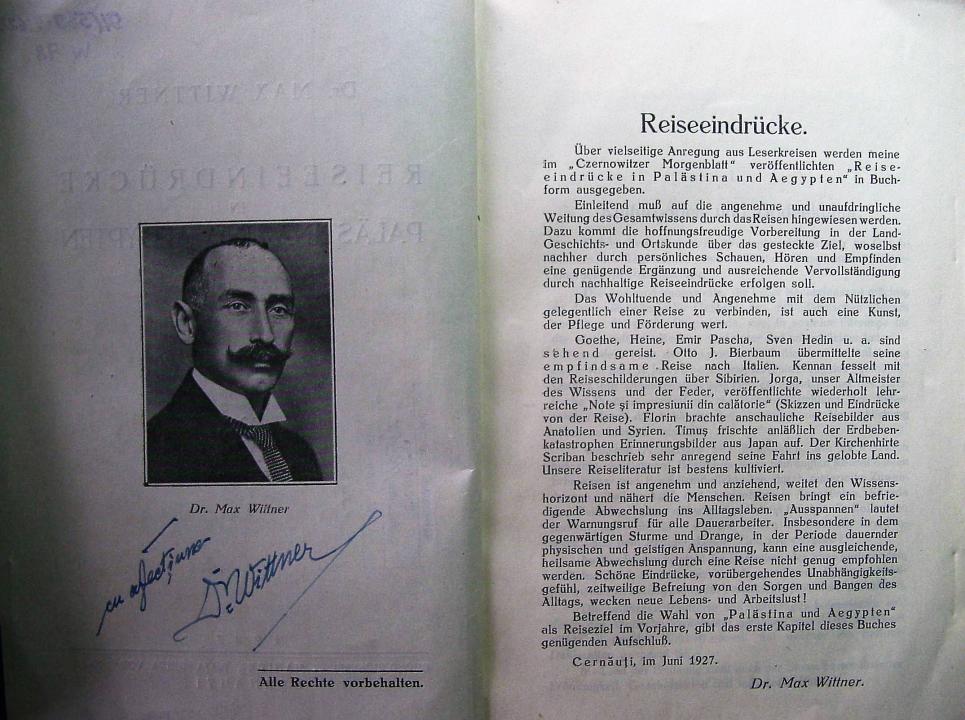 Dr. Max Wittner
cu afecțiune
Dr. Wittner
Alle Rechte vorbehalten.
Reiseeindrücke.
Über vielseitige Anregung aus Leserkreisen werden meine
im „Czernowitzer Morgenblatt“ veröffentlichten „Reise-
eindrücke in Palästina und Aegypten“ in Buch-
form ausgegeben.
Einleitend muß auf die angenehme und unaufdringliche
Weitung des Gesamtwissens durch das Reisen hingewiesen werden.
Dazu kommt die hoffnungsfreudige Vorbereitung in der Land-
Geschichts- und Ortskunde über das gesteckte Ziel, woselbst
nachher durch persönliches Schauen, Hören und Empfinden
eine genügende Ergänzung und ausreichende Vervollständigung
durch nachhaltige Reiseeindrücke erfolgen soll.
Das Wohltuende und Angenehme mit dem Nützlichen
gelegentlich einer Reise zu verbinden, ist auch eine Kunst,
der Pflege und Förderung wert.
Goethe, Heine, Emir Pascha, Sven Hedin u. a. sind
sehend gereist. Otto J. Bierbaum übermittelte seine
empfindsame Reise nach Italien. Kennan fesselt mit
den Reiseschilderungen über Sibirien. Jorga, unser Altmeister
des Wissens und der Feder, veröffentlichte wiederholt lehr-
reiche „Note și impresiunii din călătorie“ (Skizzen und Eindrücke
von der Reise). Florin brachte anschauliche Reisebilder aus
Anatolien und Syrien. Timuș frischte anläßlich der Erdbeben-
katastrophen Erinnerungsbilder aus Japan auf. Der Kirchenhirte
Scriban beschrieb sehr anregend seine Fahrt ins gelobte Land.
Unsere Reiseliteratur ist bestens kultiviert.
Reisen ist angenehm und anziehend, weitet den Wissens-
horizont und nähert die Menschen. Reisen bringt ein befrie-
digende Abwechslung ins Alltagsleben. „Ausspannen“ lautet
der Warnungsruf für alle Dauerarbeiter. Insbesondere in dem
gegenwärtigen Sturme und Drange, in der Periode dauernder
physischen und geistigen Anspannung, kann eine ausgleichende,
heilsame Abwechslung durch eine Reise nicht genug empfohlen
werden. Schöne Eindrücke, vorübergehendes Unabhängigkeits-
gefühl, zeitweilige Befreiung von den Sorgen und Bangen des
Alltags, wecken neue Lebens- und Arbeitslust!
Betreffend die Wahl von „Palästina und Aegypten“
als Reiseziel im Vorjahre, gibt das erste Kapitel dieses Buches
genügenden Aufschluß.
Cernăuți, im Juni 1927.
Dr. Max Wittner.